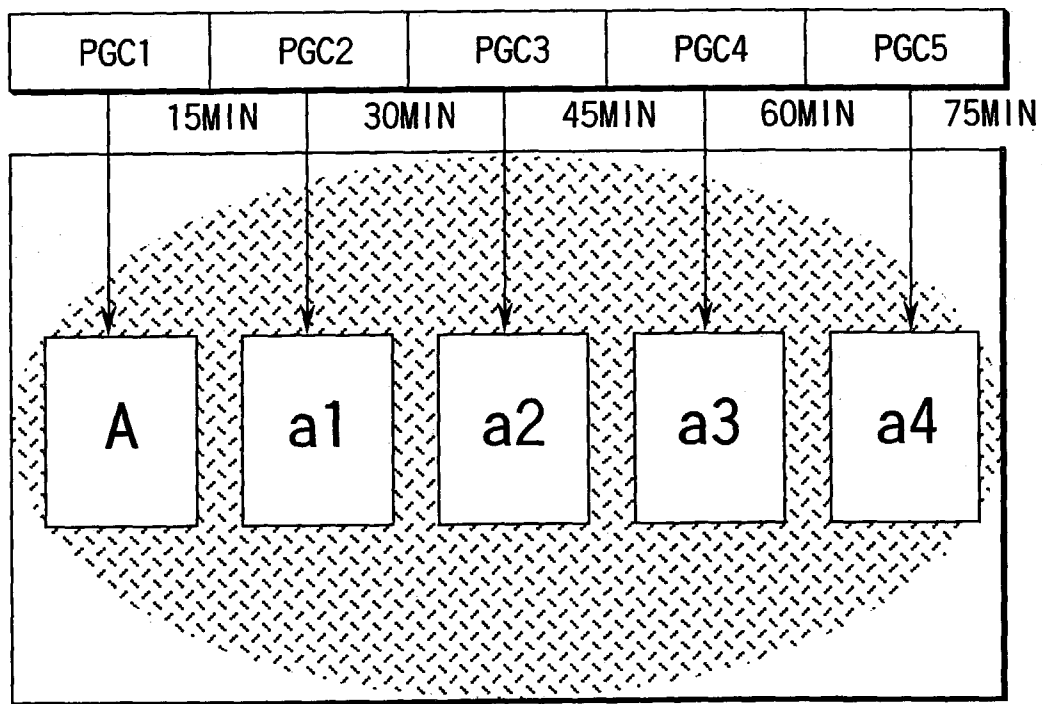 PGC1 PGC2 PGC3 PGC4 PGC5
15MIN 30MIN 45MIN 60MIN 75MIN
A a1 a2 a3 a4